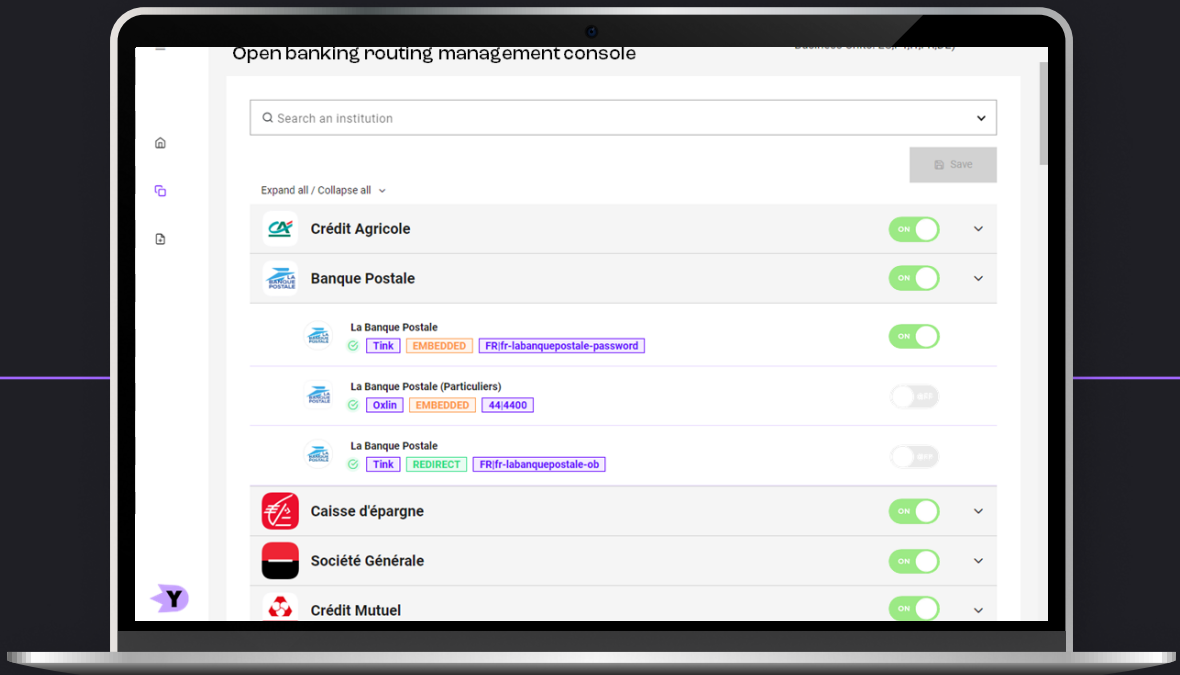 Open banking routing management console
Search an institution
Save
Expand all / Collapse all
Crédit Agricole
ON
LA BANQUE POSTALE
Banque Postale
ON
La Banque Postale
Tink EMBEDDED FR|fr-labanquepostale-password
ON
La Banque Postale (Particuliers)
Oxlin EMBEDDED 44|4400
OFF
La Banque Postale
Tink REDIRECT FR|fr-labanquepostale-ob
OFF
Caisse d'épargne
ON
Société Générale
ON
Crédit Mutuel
ON
Y